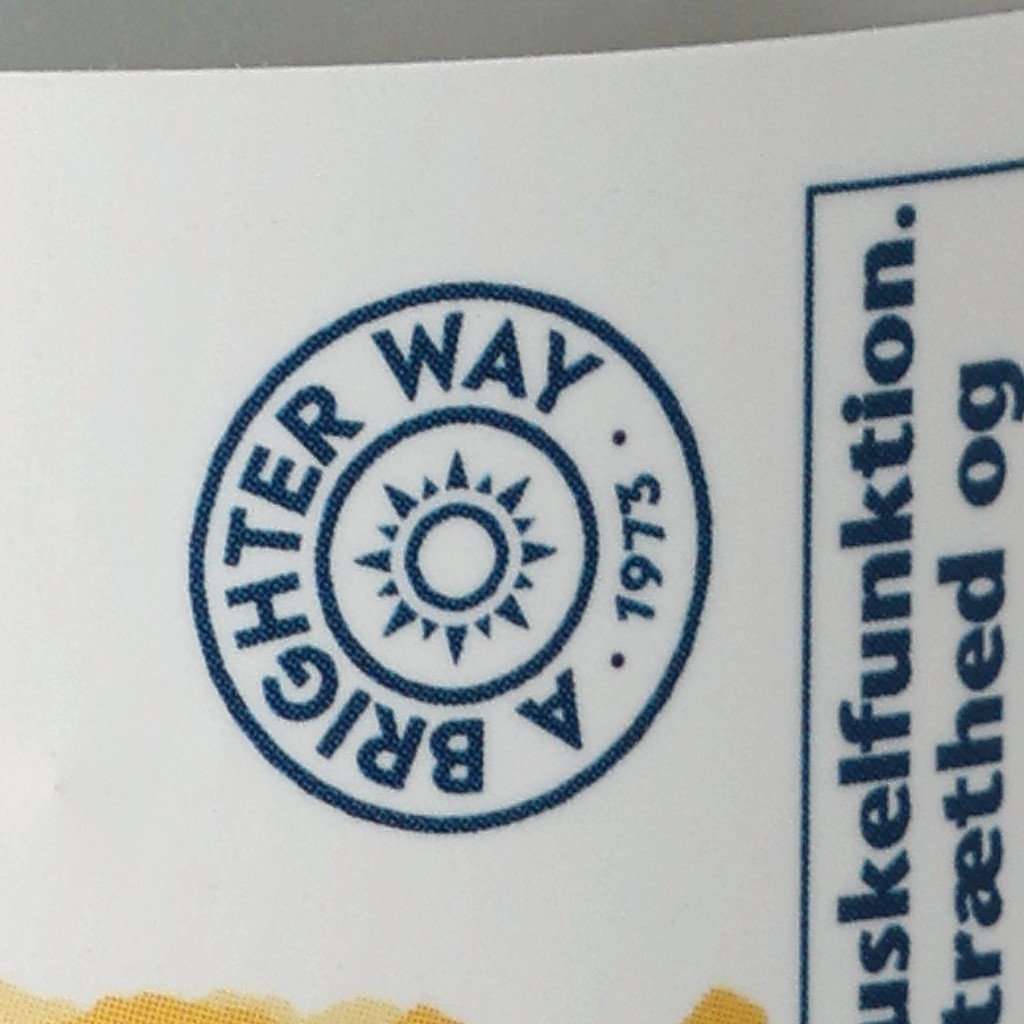 A BRIGHTER WAY
• 1973 •
uskelfunktion.
træthed og